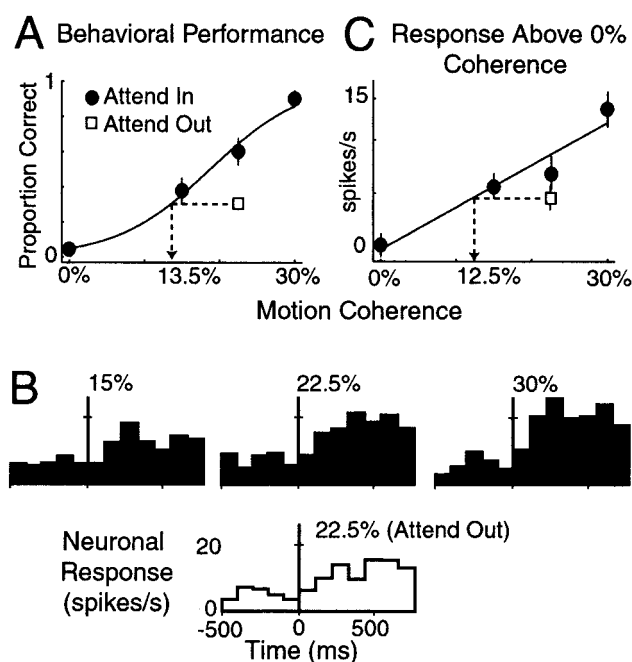 A Behavioral Performance
C Response Above 0%
Coherence
1
Proportion Correct
0
● Attend In
□ Attend Out
0% 13.5% 30%
15
spikes/s
0
0% 12.5% 30%
Motion Coherence
B
15% 22.5% 30%
22.5% (Attend Out)
Neuronal
Response
(spikes/s)
20
0
-500 0 500
Time (ms)